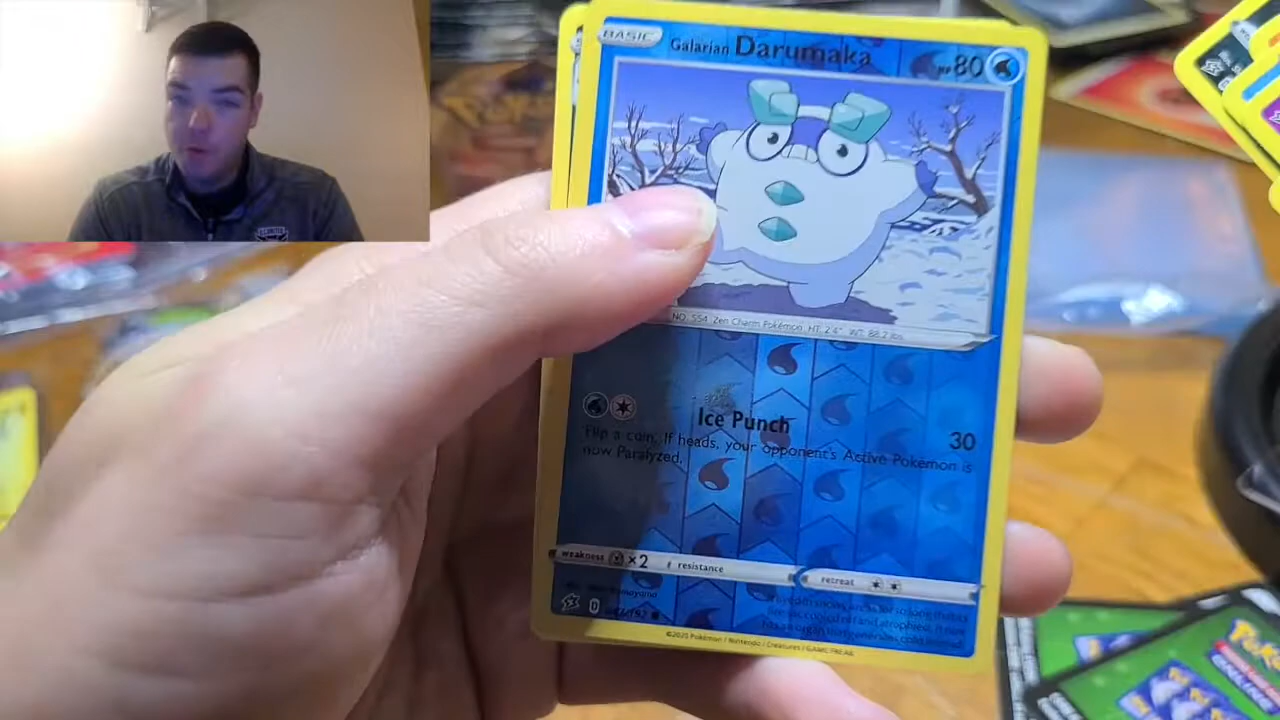 BASIC
Galarian Darumaka HP 80
NO. 554 Zen Charm Pokémon HT: 2'4" WT: 88.2 lbs.
Ice Punch 30
Flip a coin. If heads, your opponent's Active Pokémon is
now Paralyzed.
weakness ×2 resistance retreat
D /192
©2020 Pokémon / Nintendo / Creatures / GAME FREAK